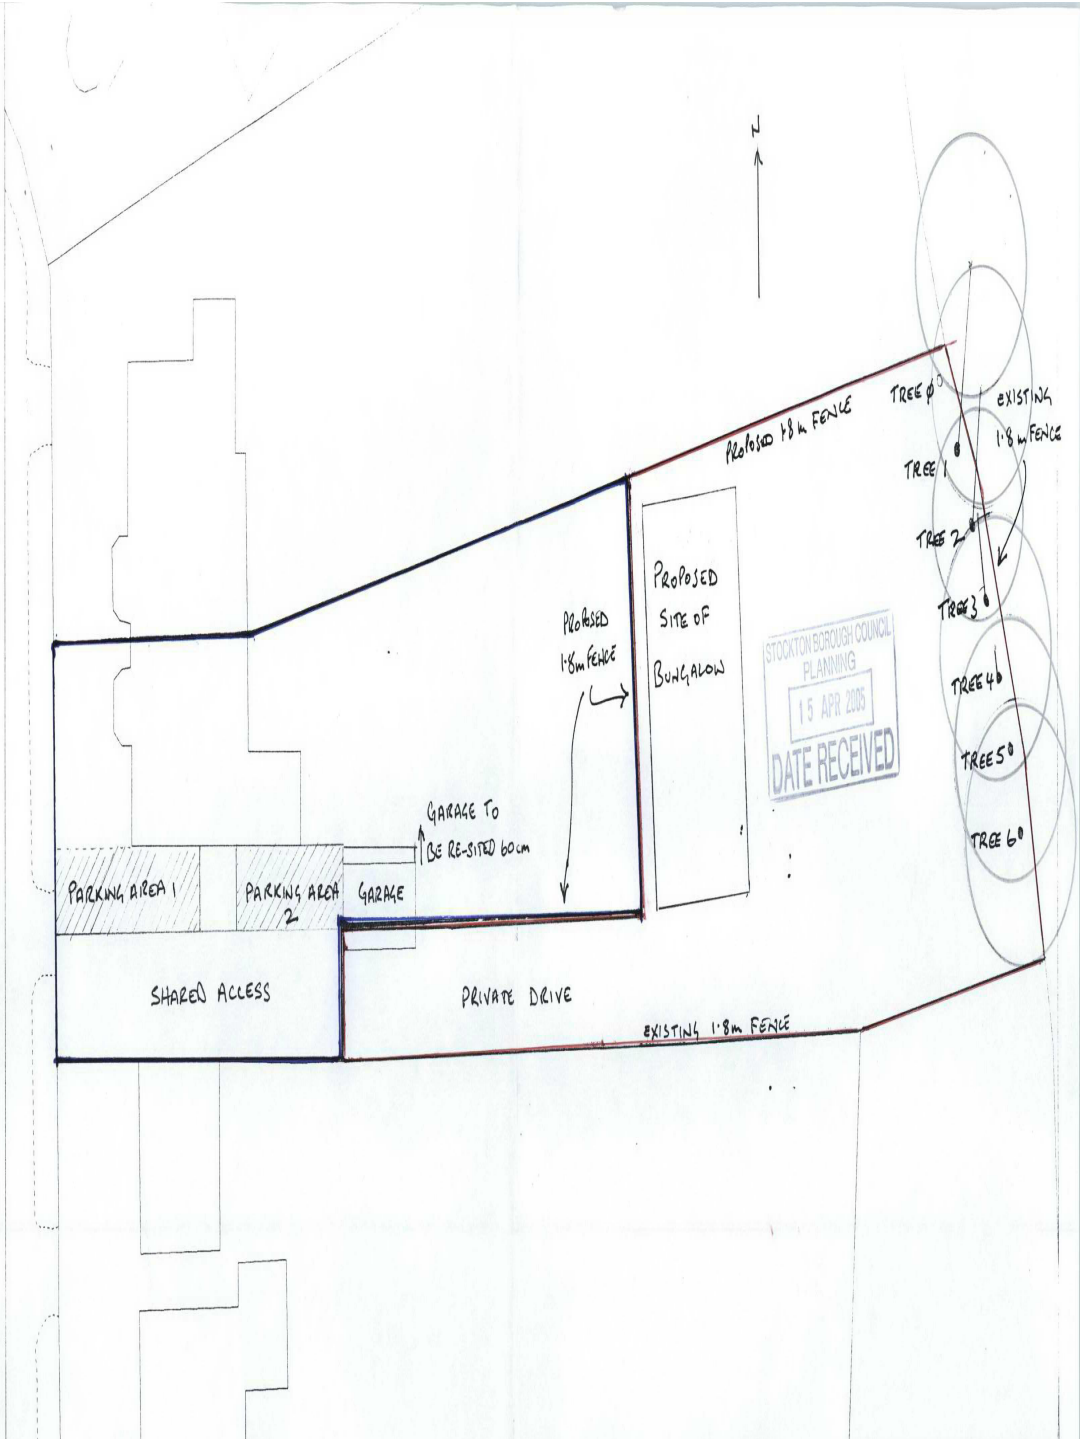 N
TREE φ
EXISTING
1·8m FENCE
PROPOSED 1·8m FENCE
TREE 1
TREE 2
TREE 3
TREE 4
TREE 5
TREE 6
PROPOSED
SITE OF
BUNGALOW
PROPOSED
1·8m FENCE
STOCKTON BOROUGH COUNCIL
PLANNING
15 APR 2005
DATE RECEIVED
GARAGE TO
BE RE-SITED 60cm
PARKING AREA 1
PARKING AREA
2
GARAGE
SHARED ACCESS
PRIVATE DRIVE
EXISTING 1·8m FENCE